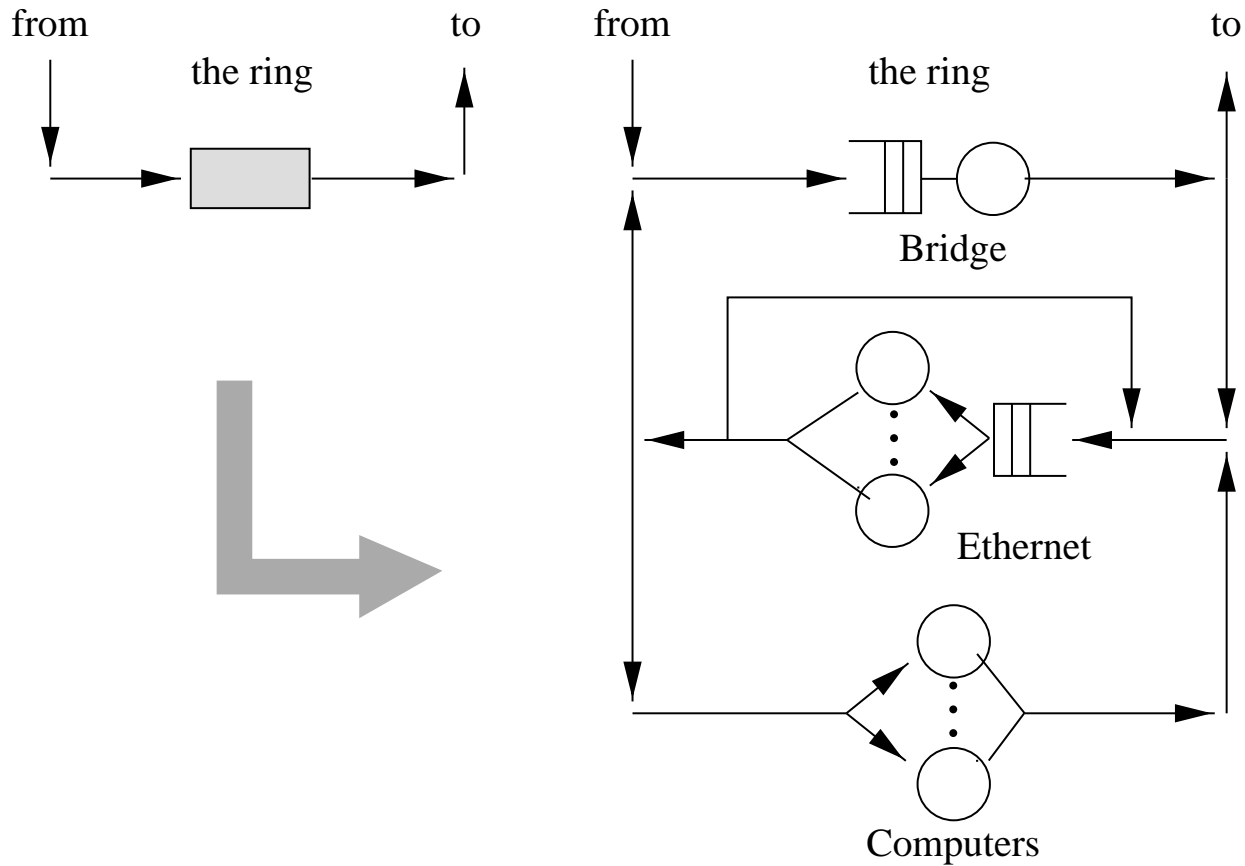 from to
the ring
from to
the ring
Bridge
Ethernet
Computers